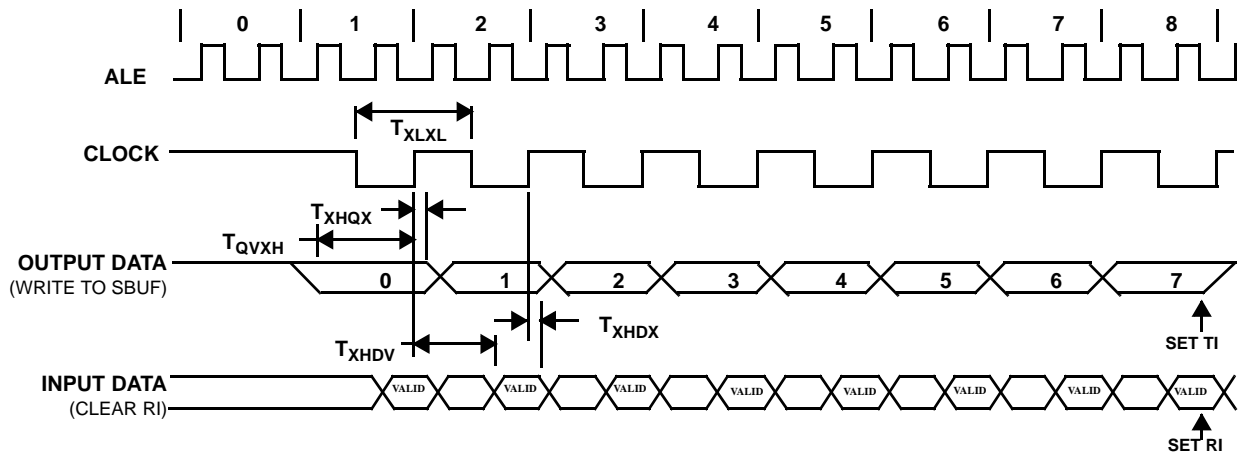 0 1 2 3 4 5 6 7 8
ALE
T_XLXL
CLOCK
T_XHQX
T_QVXH
OUTPUT DATA
(WRITE TO SBUF)
0 1 2 3 4 5 6 7
T_XHDX
SET TI
T_XHDV
INPUT DATA
(CLEAR RI)
VALID VALID VALID VALID VALID VALID VALID VALID
SET RI